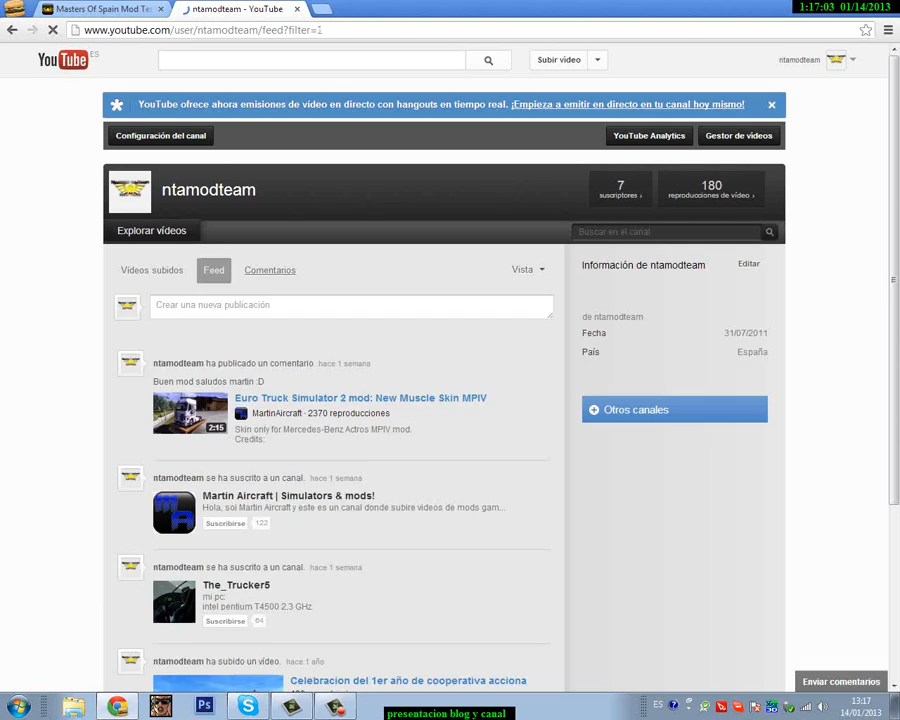 1:17:03 01/14/2013
Masters Of Spain Mod Te
ntamodteam - YouTube
www.youtube.com/user/ntamodteam/feed?filter=1
YouTube ES
Subir vídeo
ntamodteam
YouTube ofrece ahora emisiones de vídeo en directo con hangouts en tiempo real. ¡Empieza a emitir en directo en tu canal hoy mismo!
Configuración del canal
YouTube Analytics
Gestor de vídeos
ntamodteam
7
suscriptores ›
180
reproducciones de vídeo ›
Explorar vídeos
Buscar en el canal
Vídeos subidos
Feed
Comentarios
Vista
Información de ntamodteam
Editar
Crear una nueva publicación
de ntamodteam
Fecha 31/07/2011
País España
Otros canales
ntamodteam ha publicado un comentario hace 1 semana
Buen mod saludos martin :D
Euro Truck Simulator 2 mod: New Muscle Skin MPIV
MartinAircraft · 2370 reproducciones
2:15
Skin only for Mercedes-Benz Actros MPIV mod.
Credits:
ntamodteam se ha suscrito a un canal. hace 1 semana
MA
Martin Aircraft | Simulators & mods!
Hola, soi Martin Aircraft y este es un canal donde subire videos de mods gam...
Suscribirse 122
ntamodteam se ha suscrito a un canal. hace 1 semana
The_Trucker5
mi pc:
intel pentium T4500 2,3 GHz
Suscribirse 64
ntamodteam ha subido un vídeo. hace 1 año
Celebracion del 1er año de cooperativa acciona
Enviar comentarios
Ps
ES
13:17
14/01/2013
presentacion blog y canal